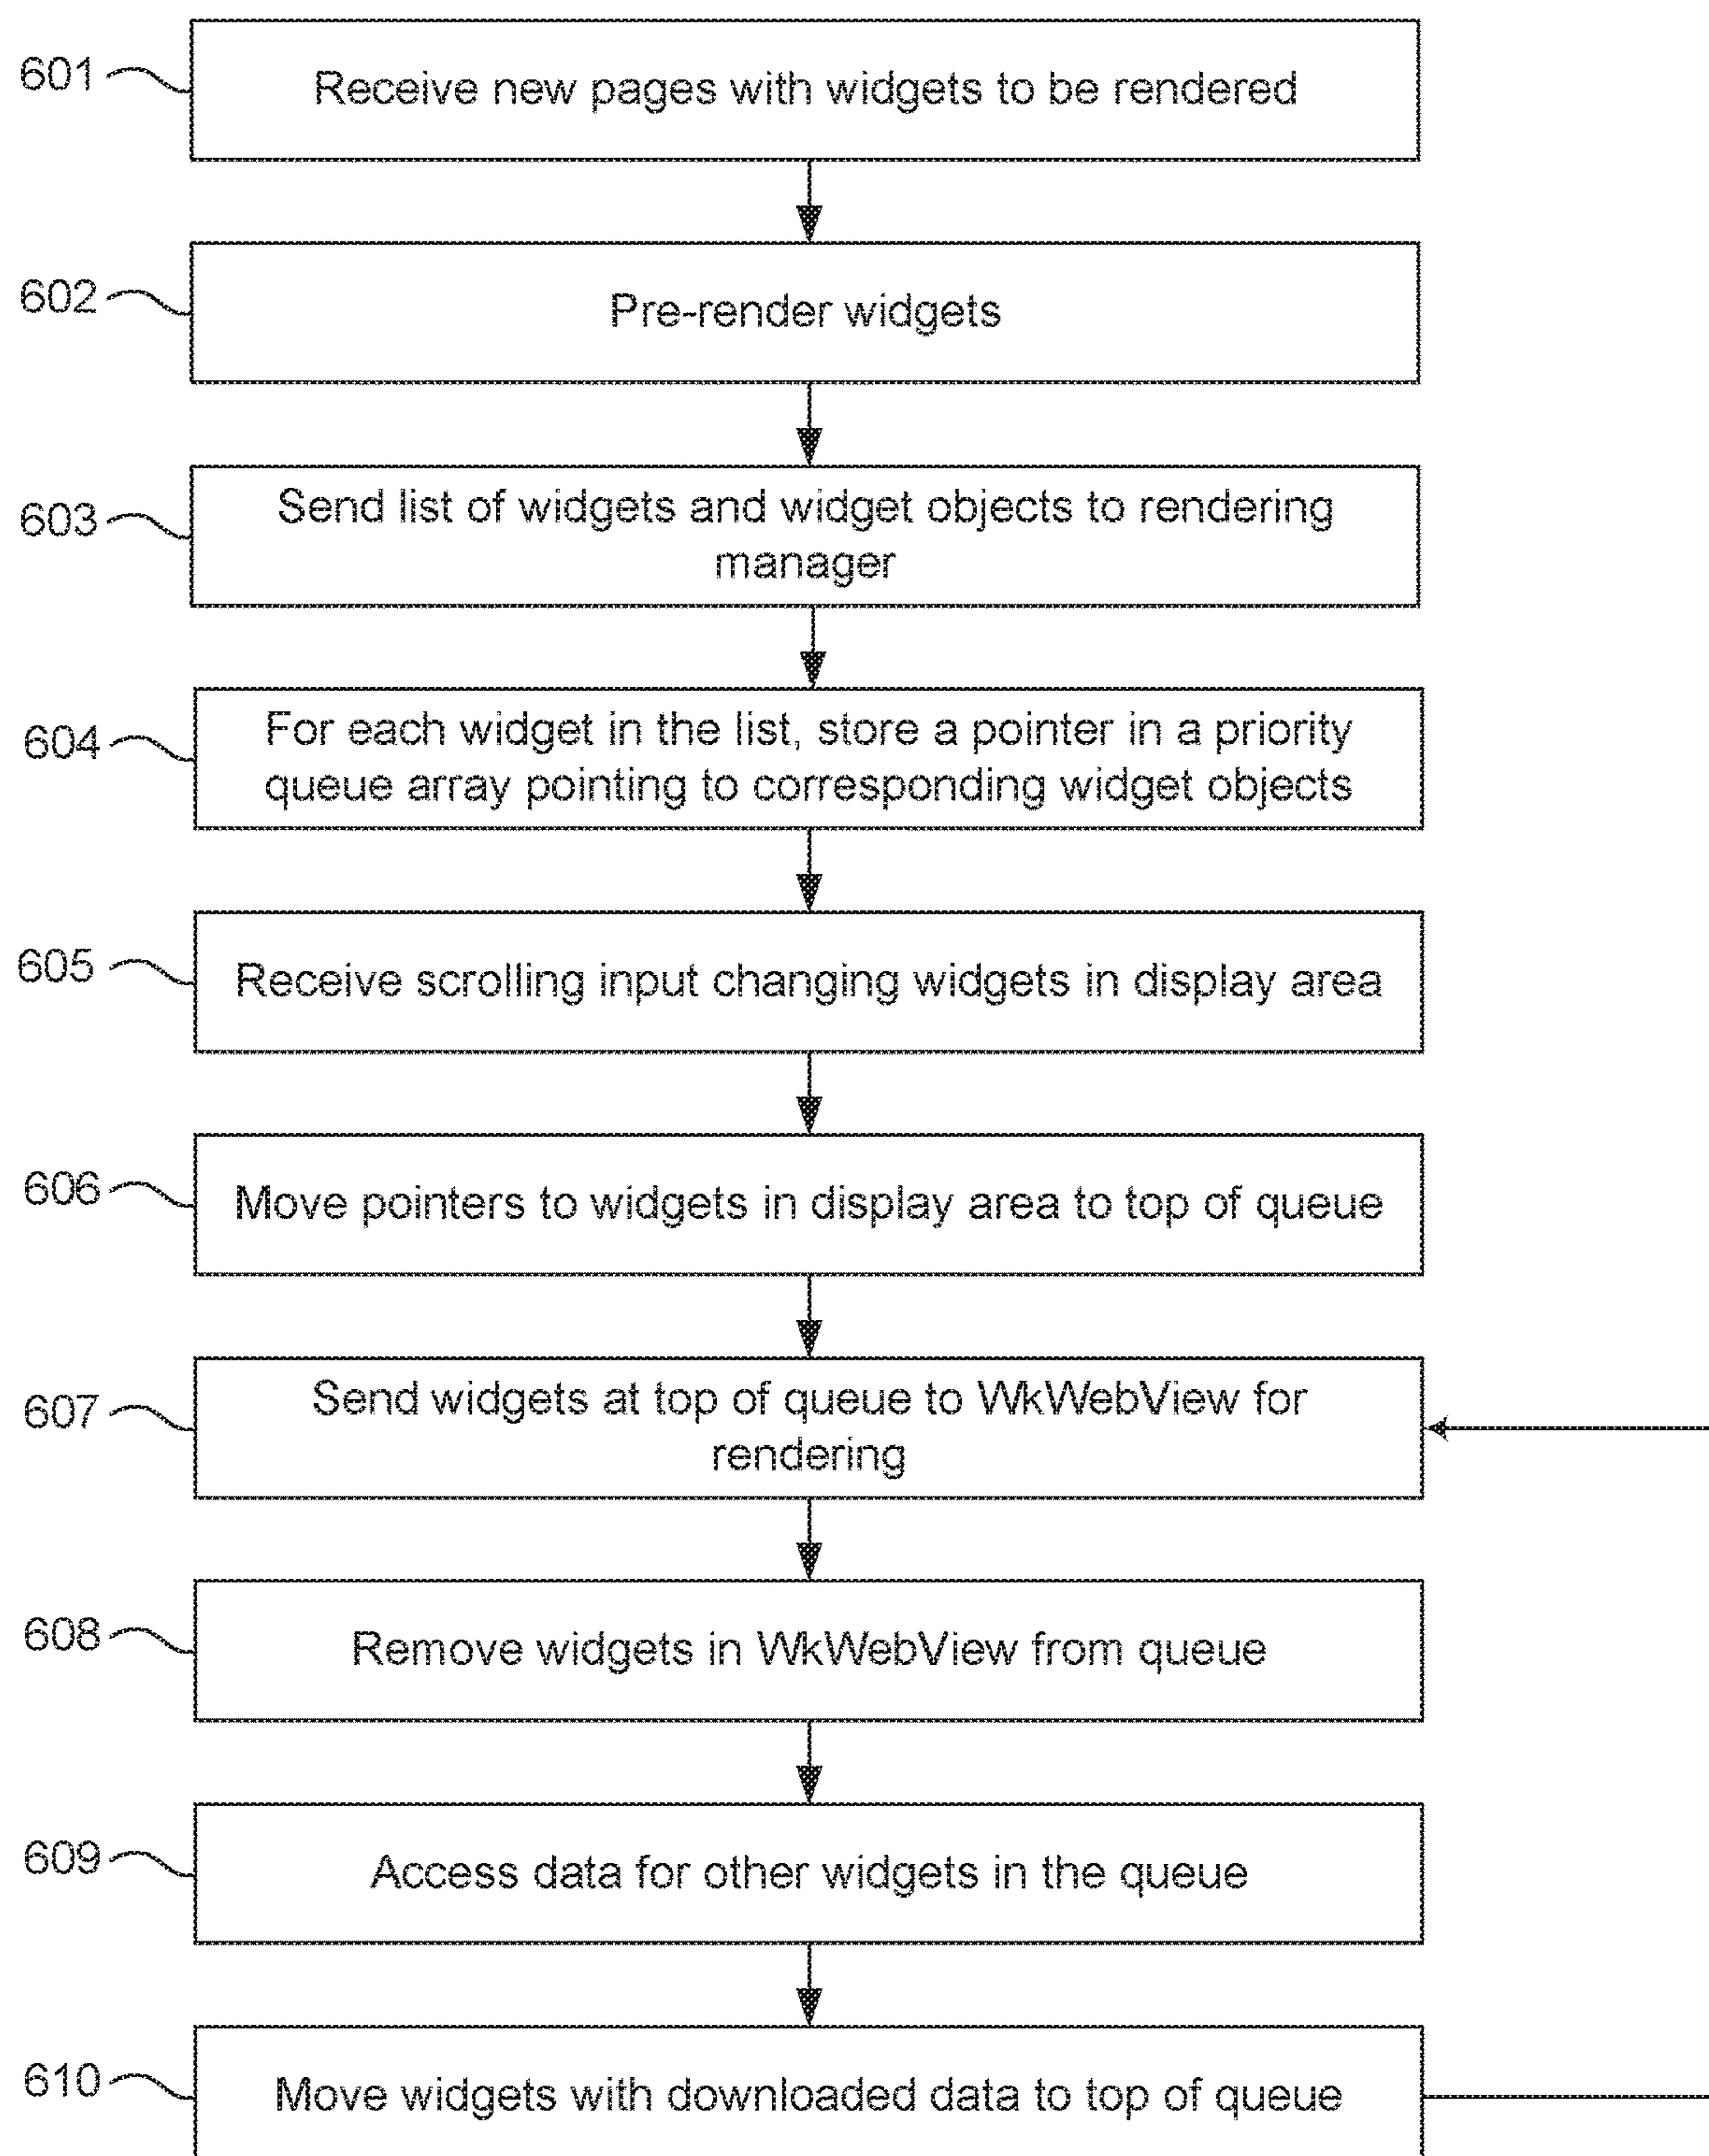 601
Receive new pages with widgets to be rendered
602
Pre-render widgets
603
Send list of widgets and widget objects to rendering
manager
604
For each widget in the list, store a pointer in a priority
queue array pointing to corresponding widget objects
605
Receive scrolling input changing widgets in display area
606
Move pointers to widgets in display area to top of queue
607
Send widgets at top of queue to WkWebView for
rendering
608
Remove widgets in WkWebView from queue
609
Access data for other widgets in the queue
610
Move widgets with downloaded data to top of queue